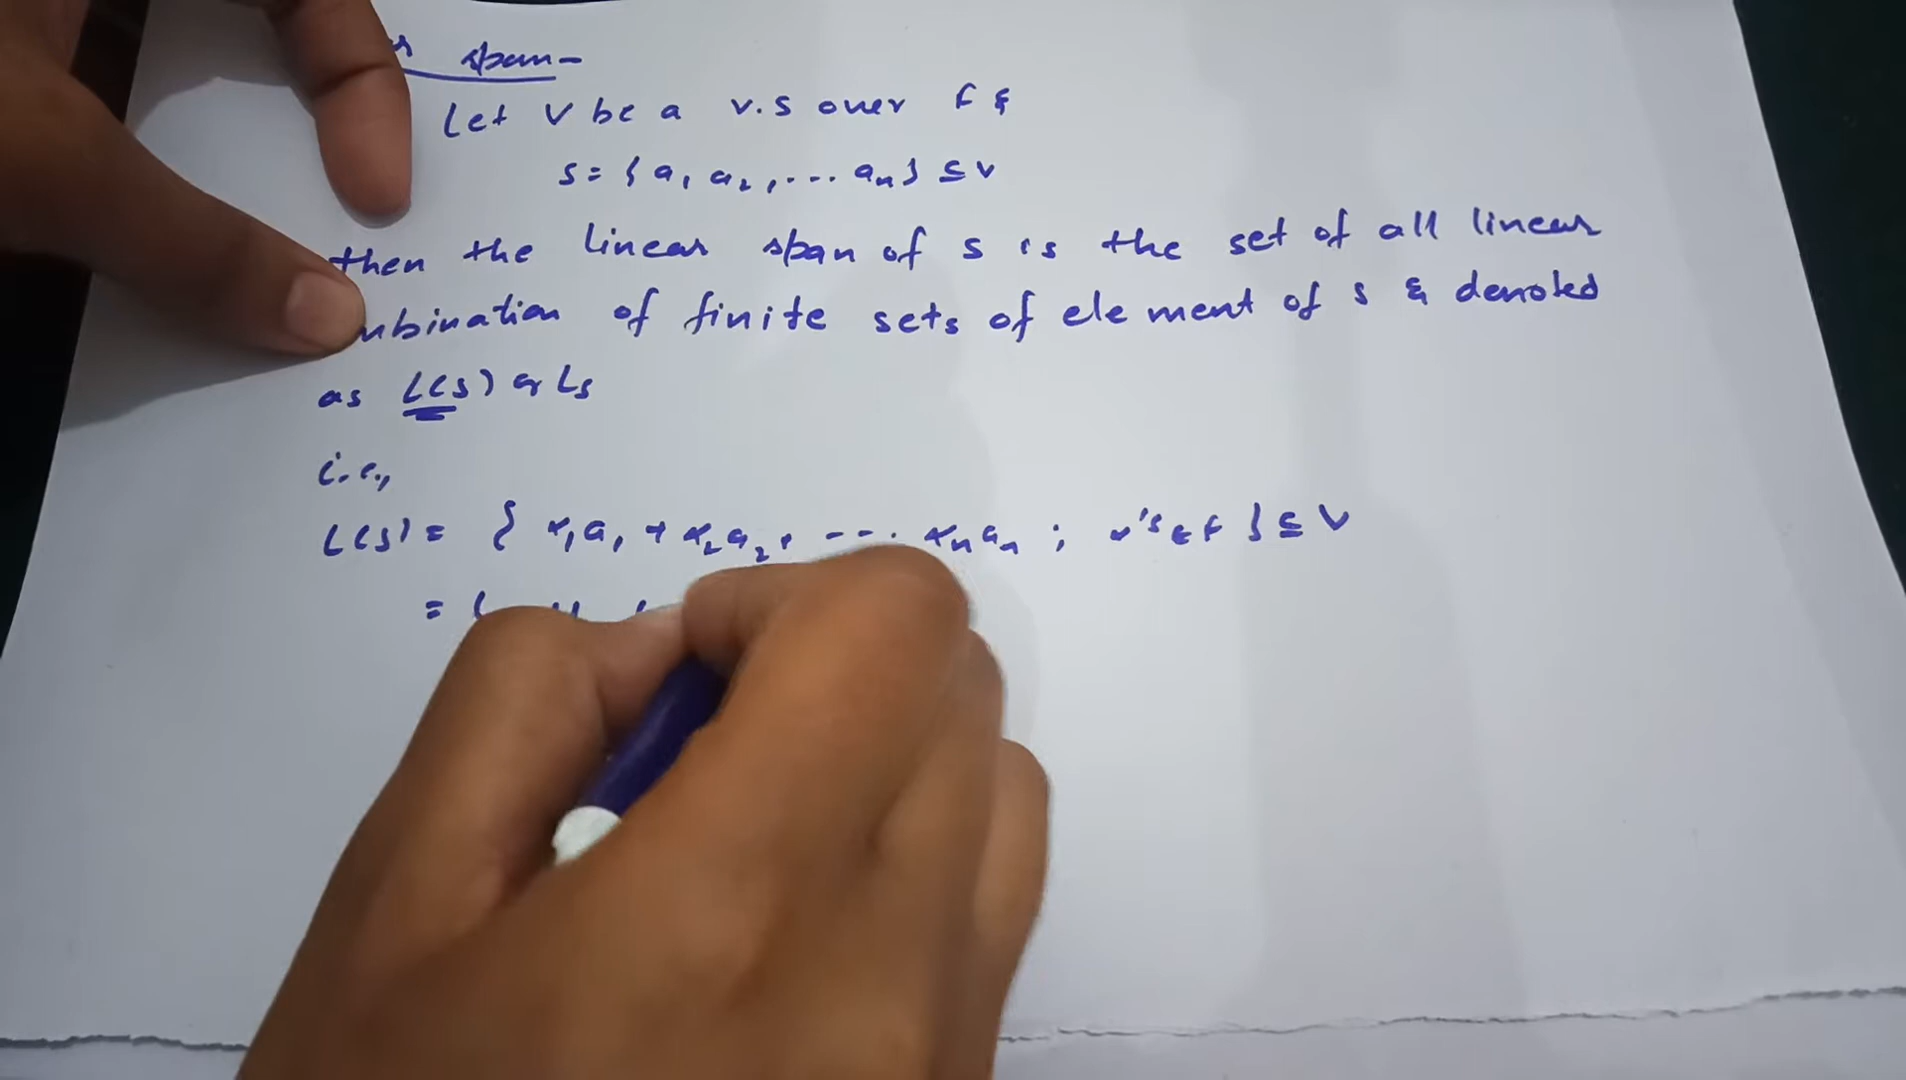 span-
Let V be a v.s over F &
S = { a₁ a₂, .... aₙ } ⊆ V
then the linear span of S is the set of all linear
mbination of finite sets of element of S & denoted
as L(S) or Ls
i.e.,
L(S) = { α₁a₁ + α₂a₂ + --- . αₙaₙ ; α's ∈ F } ⊆ V
=